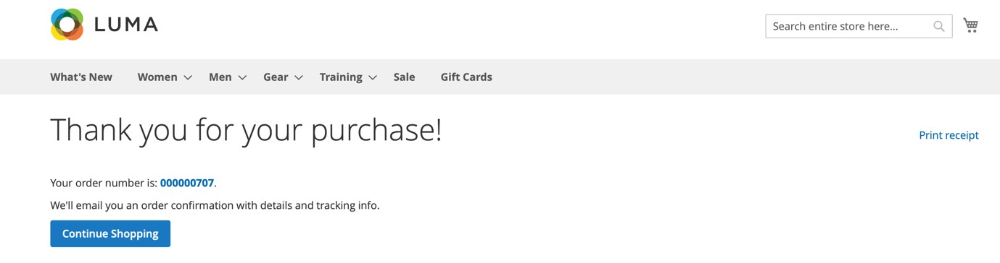 LUMA
Search entire store here...
What's New Women Men Gear Training Sale Gift Cards
Thank you for your purchase!
Print receipt
Your order number is: 000000707.
We'll email you an order confirmation with details and tracking info.
Continue Shopping